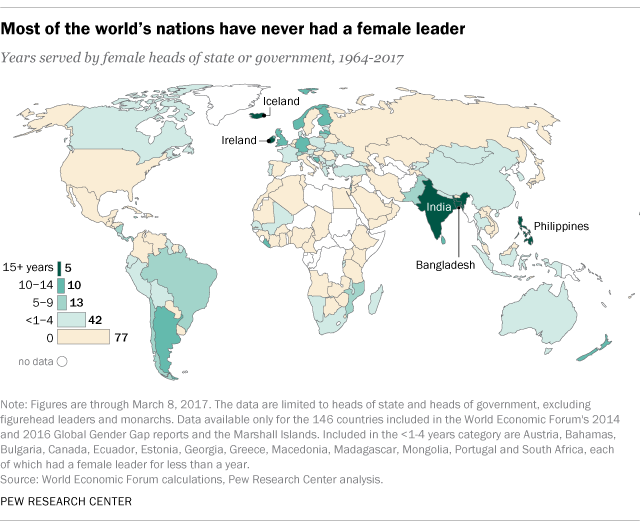 Most of the world's nations have never had a female leader
Years served by female heads of state or government, 1964-2017
Iceland
Ireland
India
Philippines
Bangladesh
15+ years 5
10–14 10
5–9 13
<1–4 42
0 77
no data
Note: Figures are through March 8, 2017. The data are limited to heads of state and heads of government, excluding
figurehead leaders and monarchs. Data available only for the 146 countries included in the World Economic Forum's 2014
and 2016 Global Gender Gap reports and the Marshall Islands. Included in the <1-4 years category are Austria, Bahamas,
Bulgaria, Canada, Ecuador, Estonia, Georgia, Greece, Macedonia, Madagascar, Mongolia, Portugal and South Africa, each
of which had a female leader for less than a year.
Source: World Economic Forum calculations, Pew Research Center analysis.
PEW RESEARCH CENTER